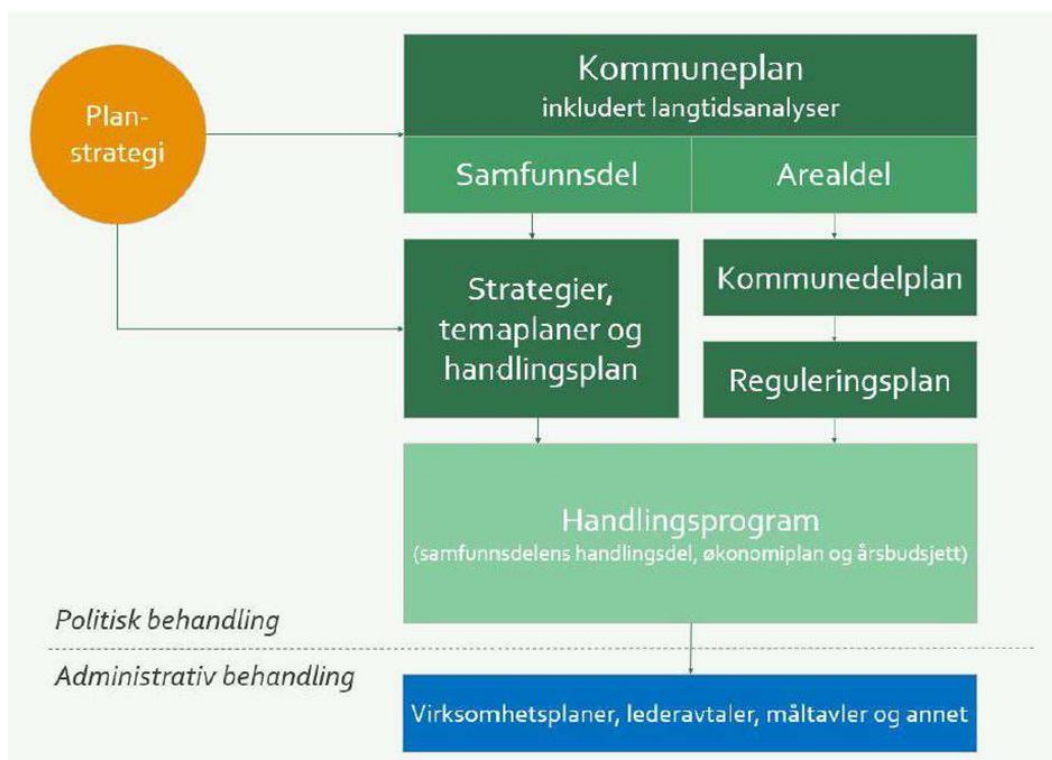 Plan-
strategi
Kommuneplan
inkludert langtidsanalyser
Samfunnsdel
Arealdel
Strategier,
temaplaner og
handlingsplan
Kommunedelplan
Reguleringsplan
Handlingsprogram
(samfunnsdelens handlingsdel, økonomiplan og årsbudsjett)
Politisk behandling
Administrativ behandling
Virksomhetsplaner, lederavtaler, måltavler og annet